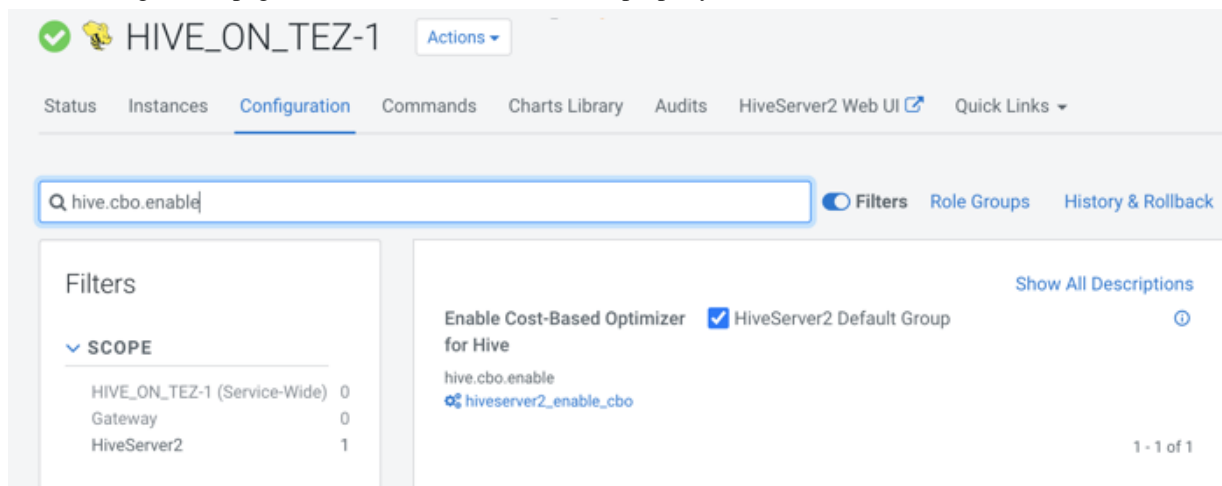 HIVE_ON_TEZ-1 Actions
Status Instances Configuration Commands Charts Library Audits HiveServer2 Web UI Quick Links
hive.cbo.enable Filters Role Groups History & Rollback
Filters
SCOPE
HIVE_ON_TEZ-1 (Service-Wide) 0
Gateway 0
HiveServer2 1
Show All Descriptions
Enable Cost-Based Optimizer HiveServer2 Default Group
for Hive
hive.cbo.enable
hiveserver2_enable_cbo
1 - 1 of 1